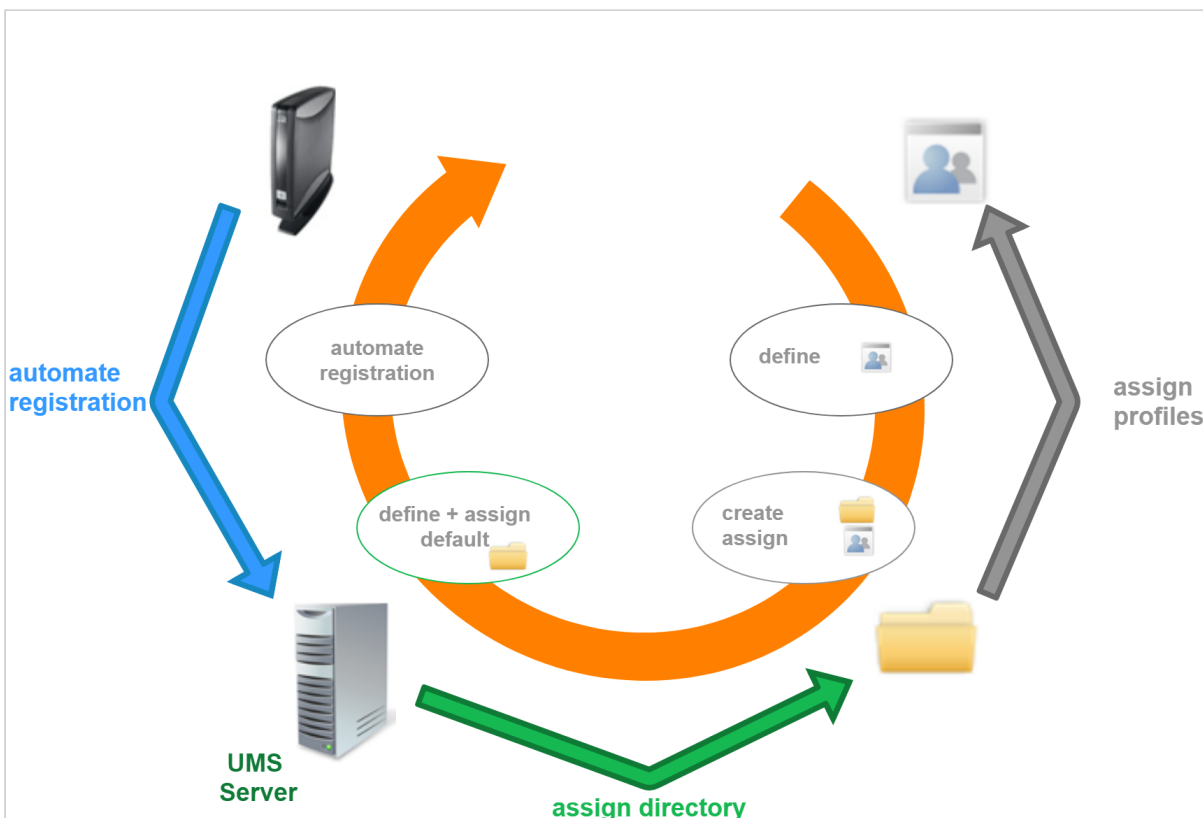 automate
registration
automate
registration
define
assign
profiles
define + assign
default
create
assign
UMS
Server
assign directory